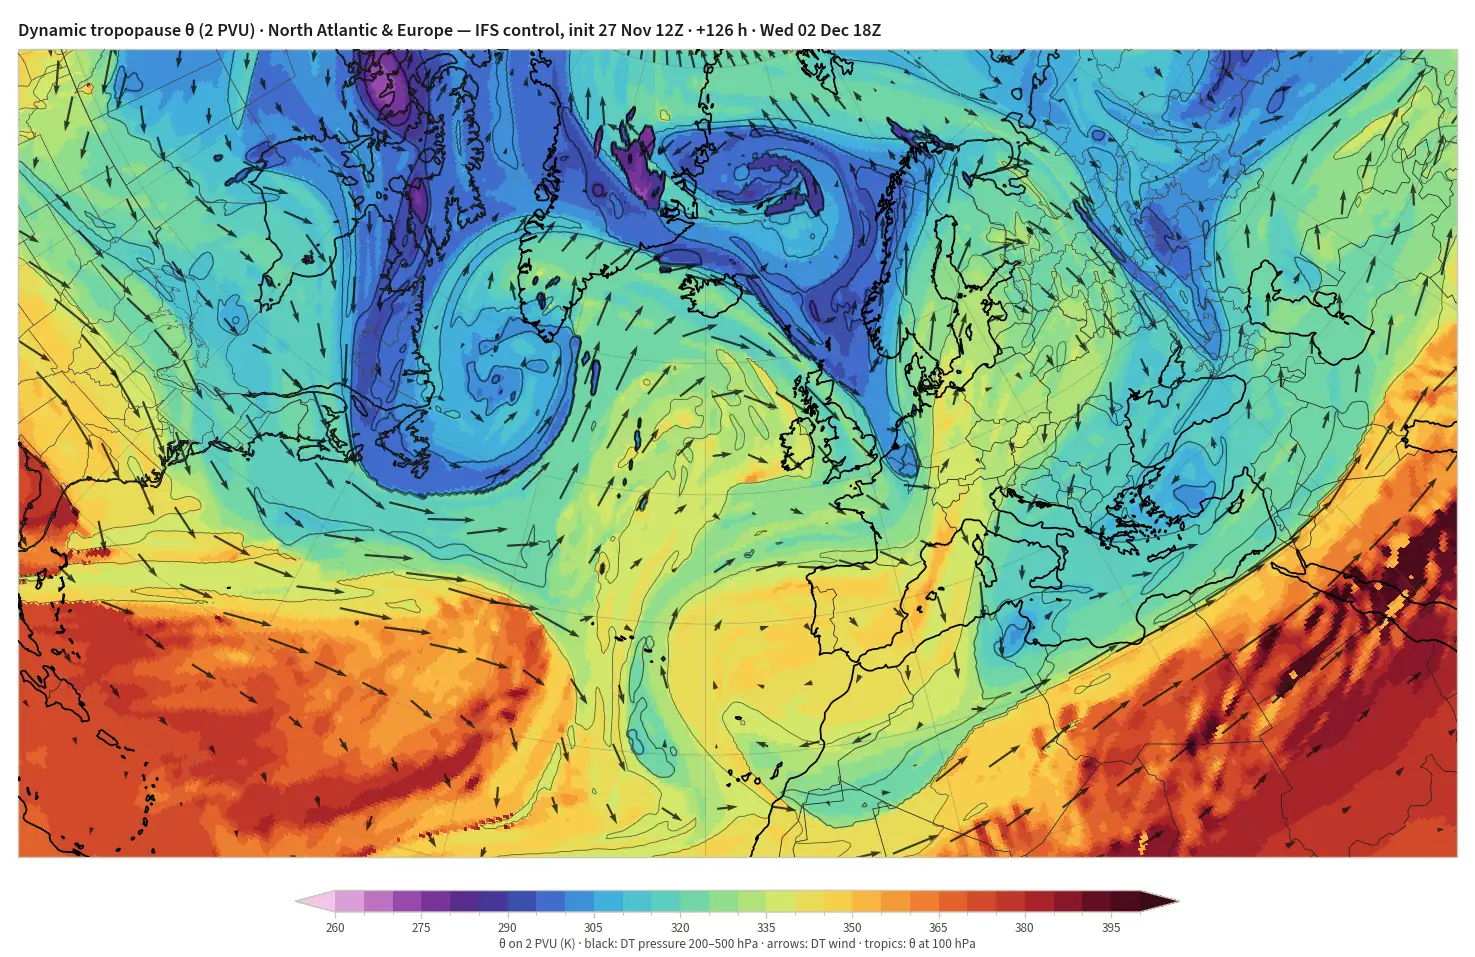 Dynamic tropopause θ (2 PVU) · North Atlantic & Europe — IFS control, init 27 Nov 12Z · +126 h · Wed 02 Dec 18Z
260 275 290 305 320 335 350 365 380 395
θ on 2 PVU (K) · black: DT pressure 200–500 hPa · arrows: DT wind · tropics: θ at 100 hPa